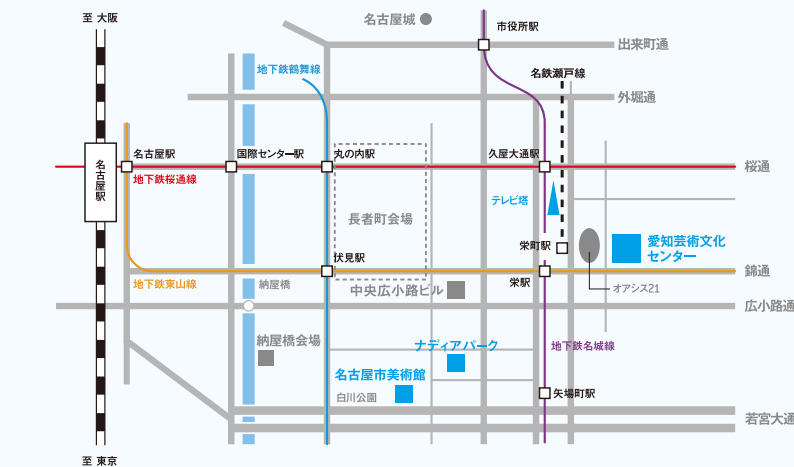 至 大阪
名古屋城
市役所駅
出来町通
地下鉄鶴舞線
名鉄瀬戸線
外堀通
名古屋駅
国際センター駅
丸の内駅
久屋大通駅
桜通
名古屋駅
地下鉄桜通線
テレビ塔
長者町会場
愛知芸術文化
センター
栄町駅
伏見駅
錦通
地下鉄東山線
納屋橋
中央広小路ビル
栄駅
オアシス21
広小路通
納屋橋会場
ナディアパーク
地下鉄名城線
名古屋市美術館
白川公園
矢場町駅
若宮大通
至 東京